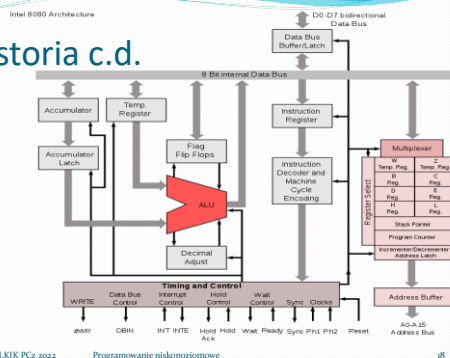 Intel 8080 Architecture
D0-D7 bidirectional
Data Bus
storia c.d.
Data Bus
Buffer/Latch
8 Bit internal Data Bus
Accumulator
Temp.
Register
Instruction
Register
Flag
Flip Flops
Accumulator
Latch
Multiplexer
W
Temp. Reg.
Z
Temp. Reg.
B
Reg.
C
Reg.
D
Reg.
E
Reg.
H
Reg.
L
Reg.
Register Select
Instruction
Decoder and
Machine
Cycle
Encoding
ALU
Stack Pointer
Program Counter
Incrementer/Decrementer
Address Latch
Decimal
Adjust
Timing and Control
WRITE
Data Bus
Control
Interrupt
Control
Hold
Control
Wait
Control
Sync
Clocks
Address Buffer
#WR
DBIN
INT
INTE
Hold
Ack
Hold
Wait
Ready
Sync
Ph1
Ph2
Reset
A0-A15
Address Bus
KIK PCz 2022
Programowanie niskopoziomowe
18